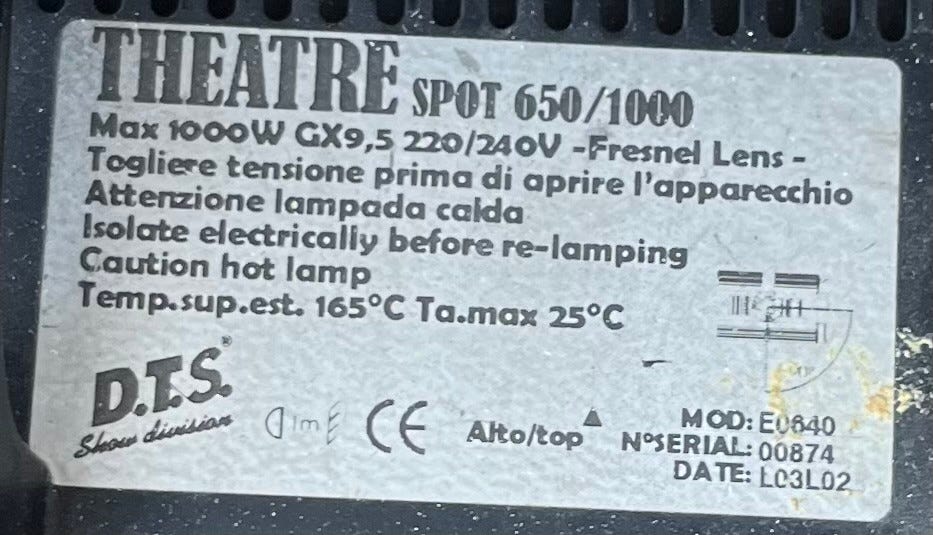 THEATRE SPOT 650/1000
Max 1000W GX9,5 220/240V -Fresnel Lens -
Togliere tensione prima di aprire l'apparecchio
Attenzione lampada calda
Isolate electrically before re-lamping
Caution hot lamp
Temp.sup.est. 165°C Ta.max 25°C
D.T.S.®
Show division
1m
CE
Alto/top
MOD: E0640
N°SERIAL: 00874
DATE: L03L02